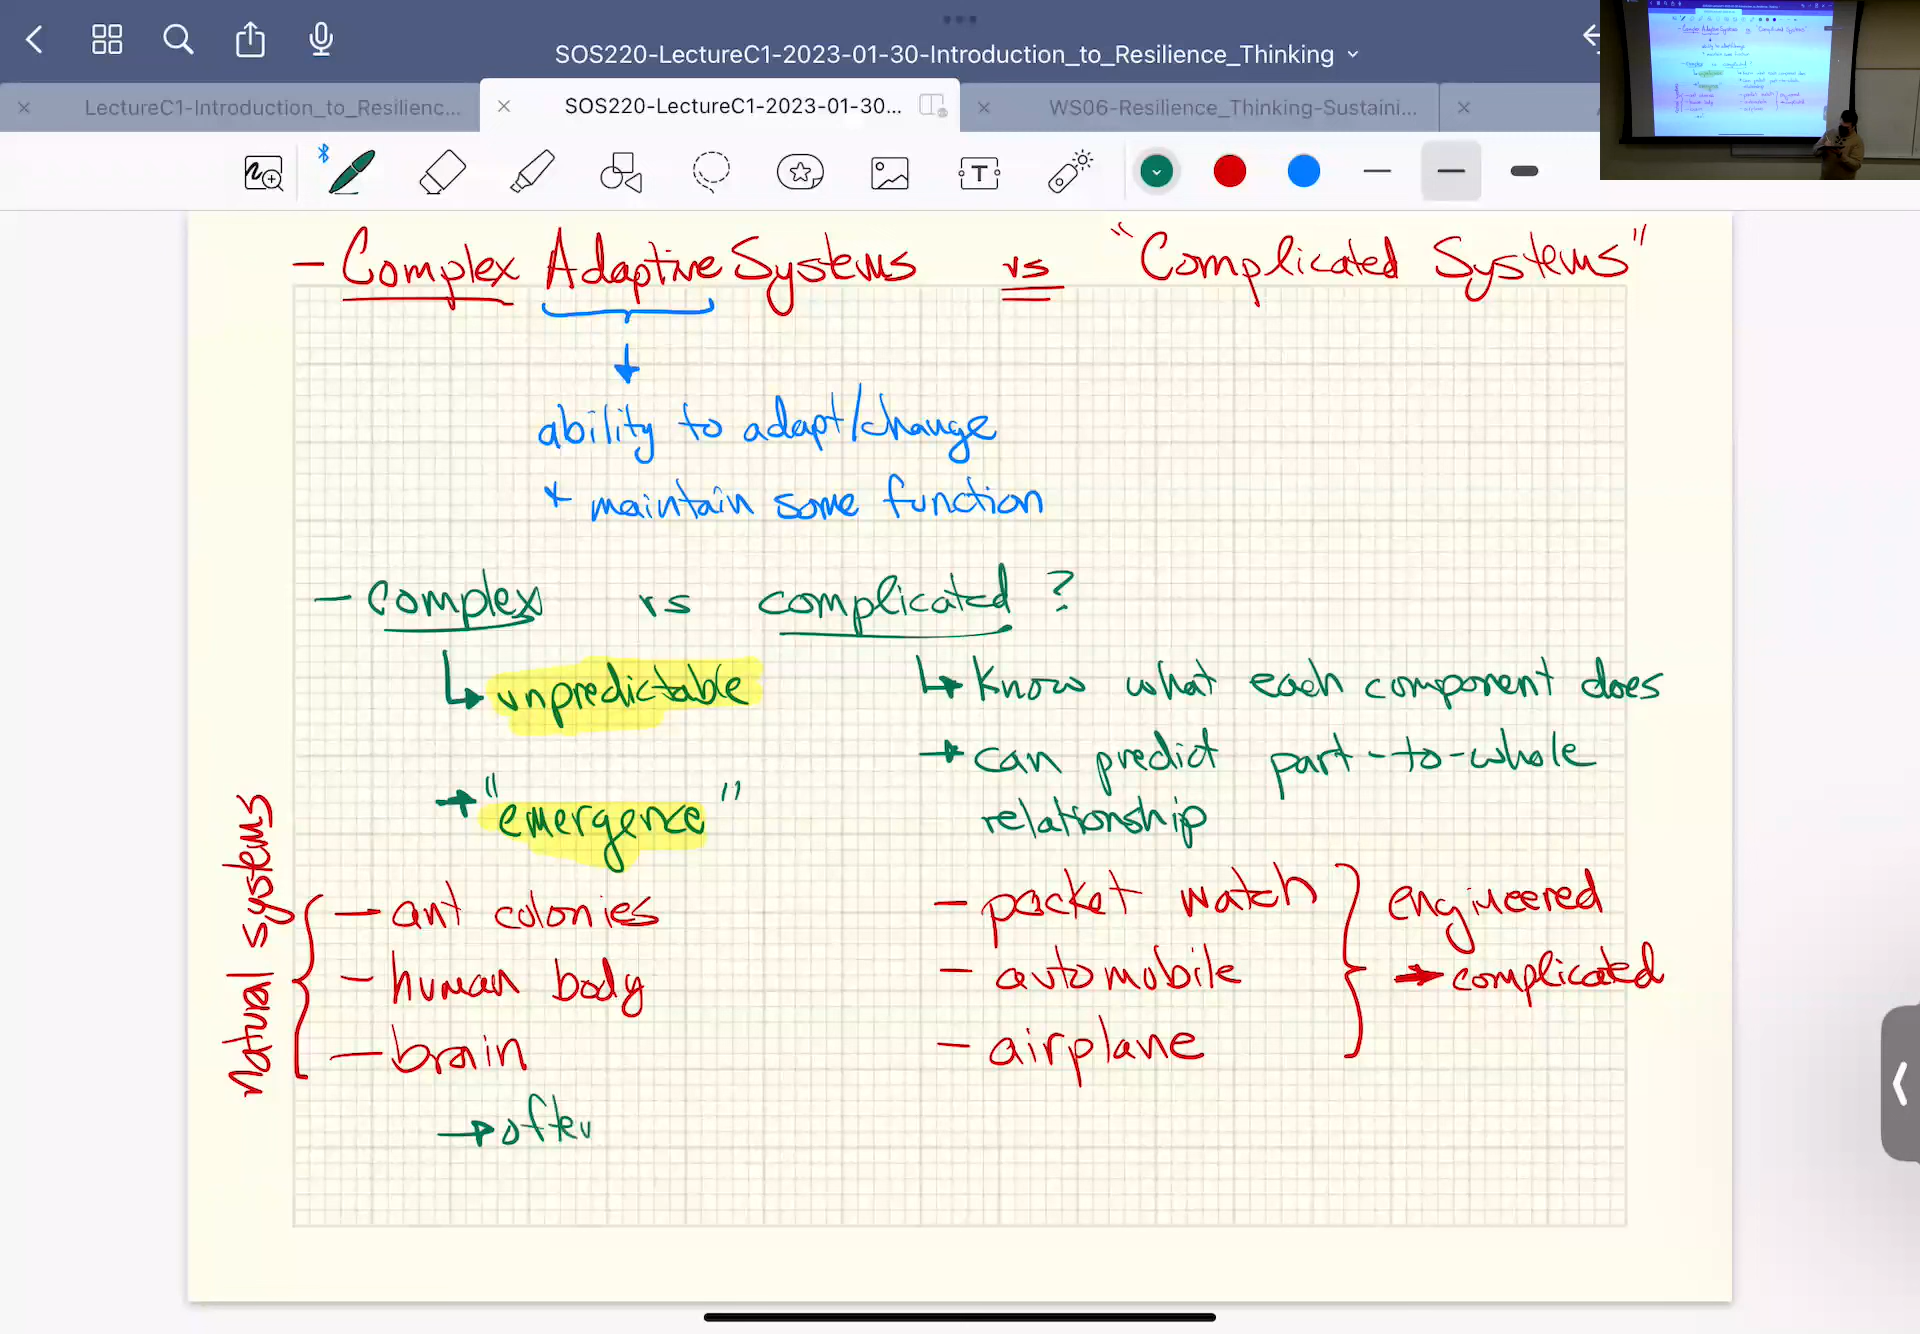 SOS220-LectureC1-2023-01-30-Introduction_to_Resilience_Thinking
LectureC1-Introduction_to_Resilienc...
SOS220-LectureC1-2023-01-30...
WS06-Resilience_Thinking-Sustaini...
- Complex Adaptive Systems vs "Complicated Systems"
ability to adapt/change
+ maintain some function
- Complex vs complicated?
unpredictable
Know what each component does
can predict part-to-whole
relationship
"emergence"
Natural systems
- ant colonies
- human body
- brain
- pocket watch
- automobile
- airplane
engineered
→ complicated
→ often